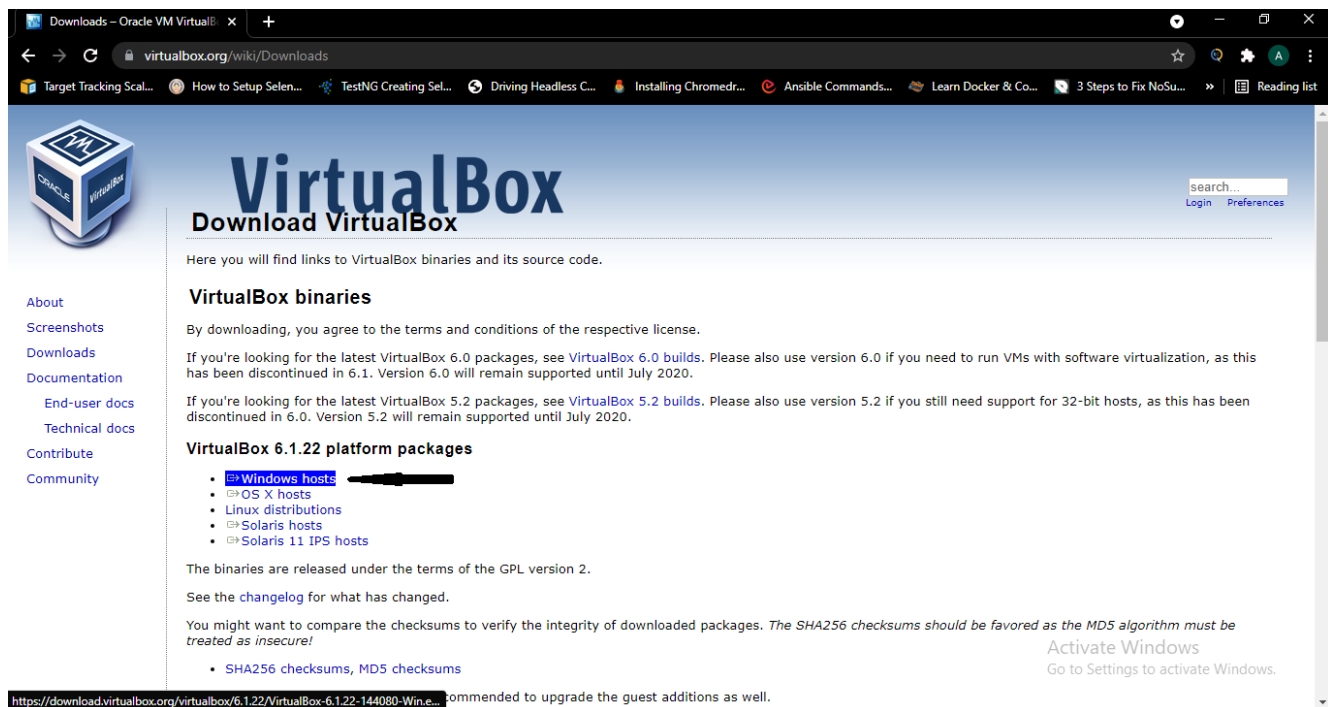 Downloads – Oracle VM VirtualB
virtualbox.org/wiki/Downloads
A
Target Tracking Scal...
How to Setup Selen...
TestNG Creating Sel...
Driving Headless C...
Installing Chromedr...
Ansible Commands...
Learn Docker & Co...
3 Steps to Fix NoSu...
»
Reading list
ORACLE
VirtualBox
VirtualBox
search...
Login Preferences
Download VirtualBox
Here you will find links to VirtualBox binaries and its source code.
About
Screenshots
Downloads
Documentation
End-user docs
Technical docs
Contribute
Community
VirtualBox binaries
By downloading, you agree to the terms and conditions of the respective license.
If you're looking for the latest VirtualBox 6.0 packages, see VirtualBox 6.0 builds. Please also use version 6.0 if you need to run VMs with software virtualization, as this
has been discontinued in 6.1. Version 6.0 will remain supported until July 2020.
If you're looking for the latest VirtualBox 5.2 packages, see VirtualBox 5.2 builds. Please also use version 5.2 if you still need support for 32-bit hosts, as this has been
discontinued in 6.0. Version 5.2 will remain supported until July 2020.
VirtualBox 6.1.22 platform packages
• Windows hosts
• OS X hosts
• Linux distributions
• Solaris hosts
• Solaris 11 IPS hosts
The binaries are released under the terms of the GPL version 2.
See the changelog for what has changed.
You might want to compare the checksums to verify the integrity of downloaded packages. The SHA256 checksums should be favored as the MD5 algorithm must be
treated as insecure!
• SHA256 checksums, MD5 checksums
Activate Windows
Go to Settings to activate Windows.
https://download.virtualbox.org/virtualbox/6.1.22/VirtualBox-6.1.22-144080-Win.e...
ommended to upgrade the guest additions as well.